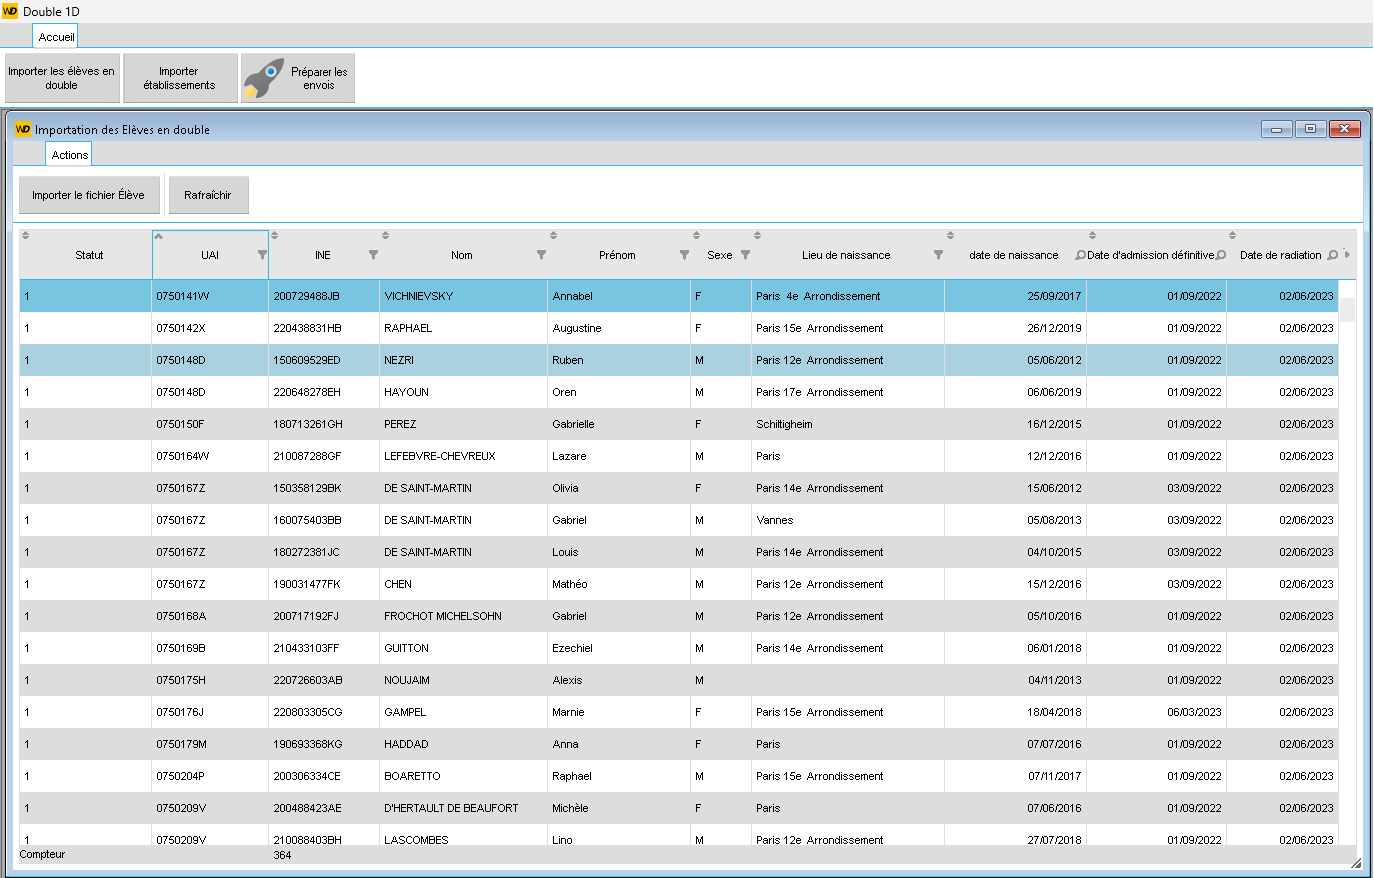 WD Double 1D
Accueil
Importer les élèves en double
Importer établissements
Préparer les envois
WD Importation des Elèves en double
Actions
Importer le fichier Élève Rafraîchir
Statut UAI INE Nom Prénom Sexe Lieu de naissance date de naissance Date d'admission définitive Date de radiation
1 0750141W 200729488JB VICHNIEVSKY Annabel F Paris 4e Arrondissement 25/09/2017 01/09/2022 02/06/2023
1 0750142X 220438831HB RAPHAEL Augustine F Paris 15e Arrondissement 26/12/2019 01/09/2022 02/06/2023
1 0750148D 150609529ED NEZRI Ruben M Paris 12e Arrondissement 05/06/2012 01/09/2022 02/06/2023
1 0750148D 220648278EH HAYOUN Oren M Paris 17e Arrondissement 06/06/2019 01/09/2022 02/06/2023
1 0750150F 180713261GH PEREZ Gabrielle F Schiltigheim 16/12/2015 01/09/2022 02/06/2023
1 0750164W 210087288GF LEFEBVRE-CHEVREUX Lazare M Paris 12/12/2016 01/09/2022 02/06/2023
1 0750167Z 150358129BK DE SAINT-MARTIN Olivia F Paris 14e Arrondissement 15/06/2012 03/09/2022 02/06/2023
1 0750167Z 160075403BB DE SAINT-MARTIN Gabriel M Vannes 05/08/2013 03/09/2022 02/06/2023
1 0750167Z 180272381JC DE SAINT-MARTIN Louis M Paris 14e Arrondissement 04/10/2015 03/09/2022 02/06/2023
1 0750167Z 190031477FK CHEN Mathéo M Paris 12e Arrondissement 15/12/2016 03/09/2022 02/06/2023
1 0750168A 200717192FJ FROCHOT MICHELSOHN Gabriel M Paris 12e Arrondissement 05/10/2016 01/09/2022 02/06/2023
1 0750169B 210433103FF GUITTON Ezechiel M Paris 14e Arrondissement 06/01/2018 01/09/2022 02/06/2023
1 0750175H 220726603AB NOUJAIM Alexis M 04/11/2013 01/09/2022 02/06/2023
1 0750176J 220803305CG GAMPEL Marnie F Paris 15e Arrondissement 18/04/2018 06/03/2023 02/06/2023
1 0750179M 190693368KG HADDAD Anna F Paris 07/07/2016 01/09/2022 02/06/2023
1 0750204P 200306334CE BOARETTO Raphael M Paris 15e Arrondissement 07/11/2017 01/09/2022 02/06/2023
1 0750209V 200488423AE D'HERTAULT DE BEAUFORT Michèle F Paris 07/06/2016 01/09/2022 02/06/2023
1 0750209V 210088403BH LASCOMBES Lino M Paris 12e Arrondissement 27/07/2018 01/09/2022 02/06/2023
Compteur 364